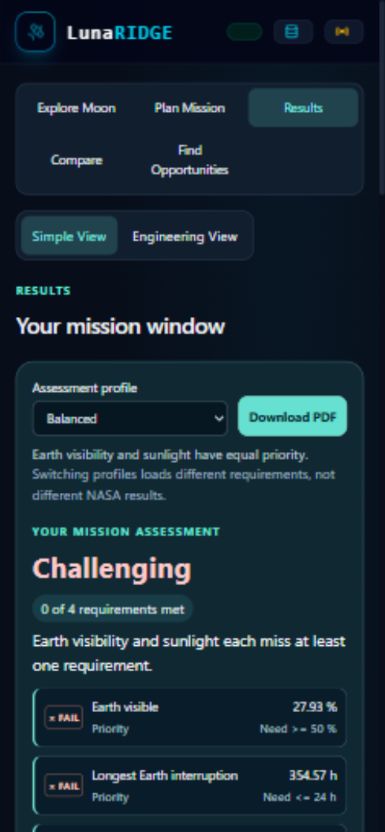 LunaRIDGE
Explore Moon
Plan Mission
Results
Compare
Find
Opportunities
Simple View
Engineering View
RESULTS
Your mission window
Assessment profile
Balanced
Download PDF
Earth visibility and sunlight have equal priority.
Switching profiles loads different requirements, not
different NASA results.
YOUR MISSION ASSESSMENT
Challenging
0 of 4 requirements met
Earth visibility and sunlight each miss at least
one requirement.
× FAIL
Earth visible
27.93 %
Priority
Need >= 50 %
× FAIL
Longest Earth interruption
354.57 h
Priority
Need <= 24 h